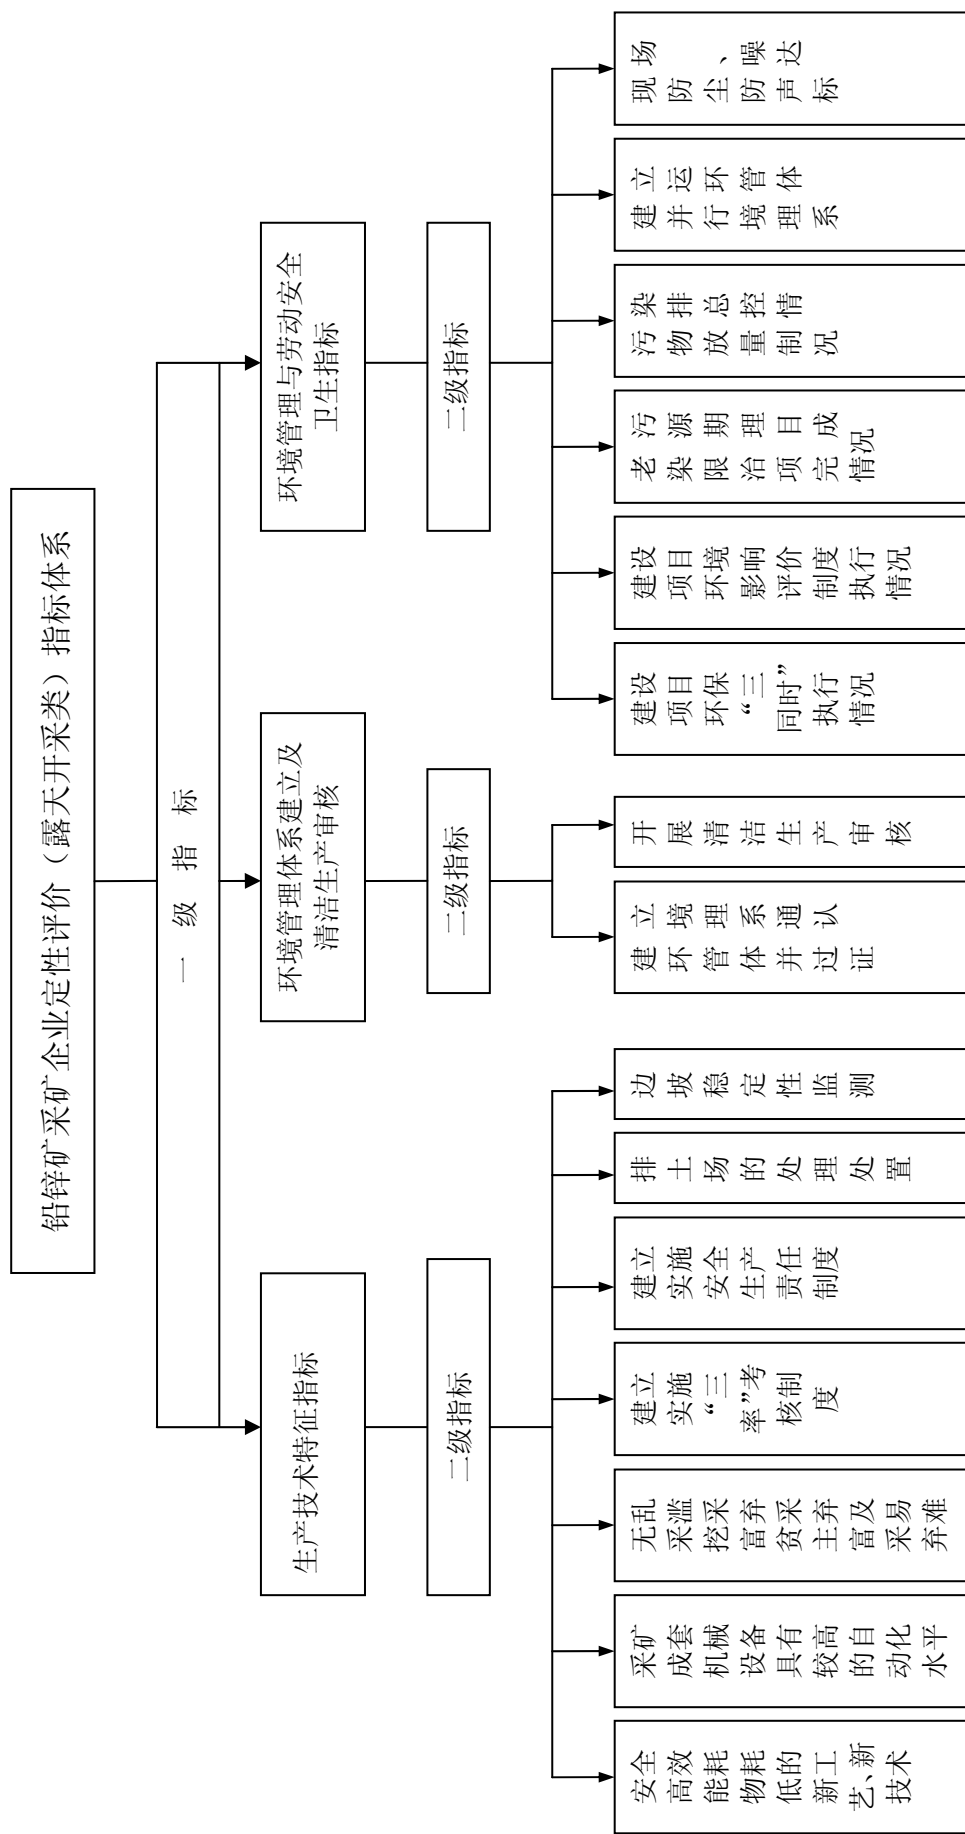 铅锌矿采矿企业定性评价（露天开采类）指标体系
一 级 指 标
生产技术特征指标
环境管理体系建立及
清洁生产审核
环境管理与劳动安全
卫生指标
二级指标
二级指标
二级指标
安全
高效
能耗
物耗
低的
新工
艺、新
技术
采矿
成套
机械
设备
具有
较高
的自
动化
水平
无乱
采滥
挖采
富弃
贫采
主弃
富及
采易
弃难
建立
实施
“三
率”考
核制
度
建立
实施
安全
生产
责任
制度
排
土
场
的
处
理
处
置
边
坡
稳
定
性
监
测
建立
环境
管理
体系
并通
过认
证
开
展
清
洁
生
产
审
核
建设
项目
环保
“三
同时”
执行
情况
建设
项目
环境
影响
评价
制度
执行
情况
老污
染源
限期
治理
项目
完成
情况
污染
物排
放总
量控
制情
况
建立
并运
行环
境管
理体
系
现场
防
尘、
防噪
声达
标